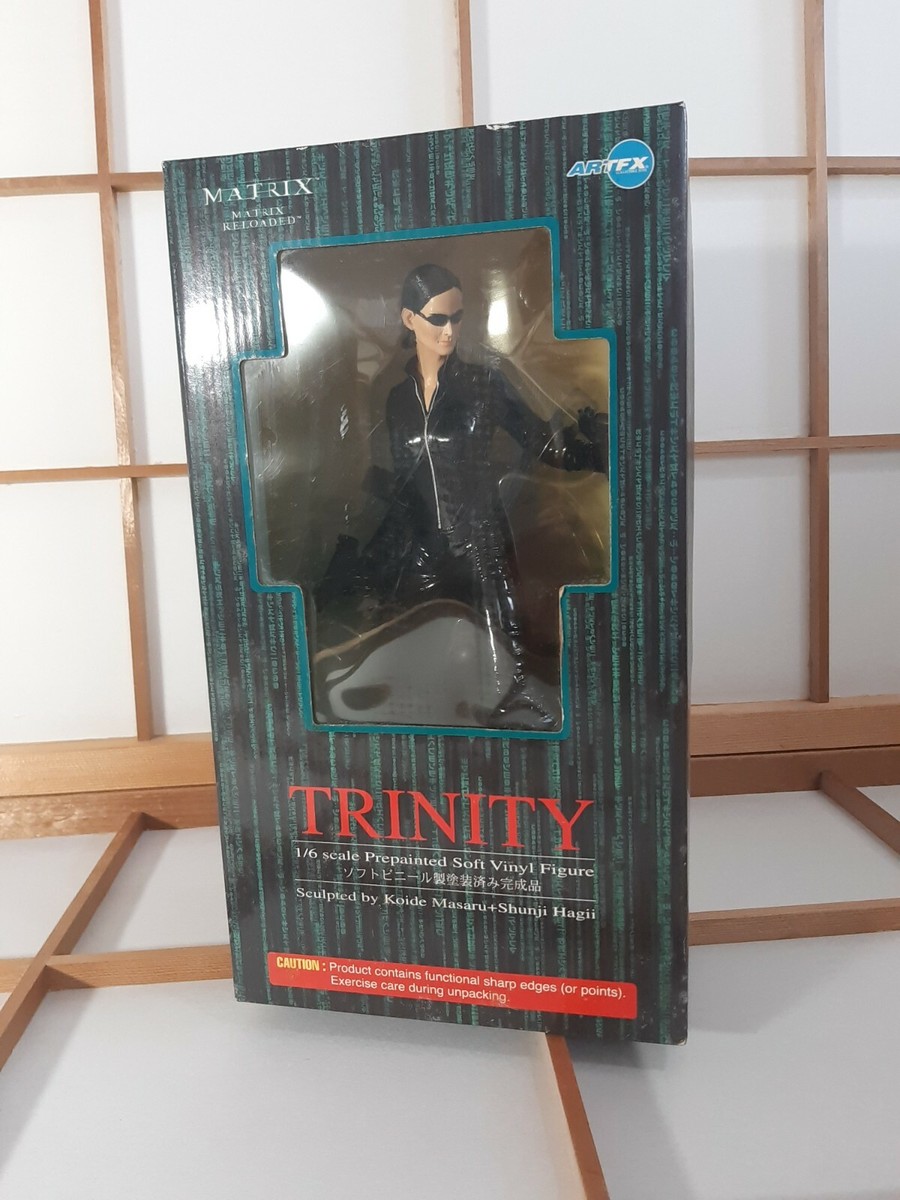 MATRIX™
MATRIX
RELOADED™
ARTFX
TRINITY
1/6 scale Prepainted Soft Vinyl Figure
ソフトビニール製塗装済み完成品
Sculpted by Koide Masaru+Shunji Hagii
CAUTION : Product contains functional sharp edges (or points).
Exercise care during unpacking.